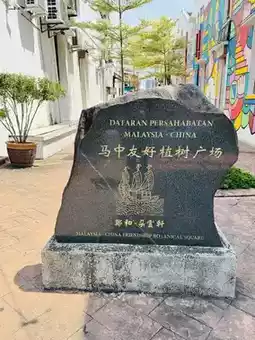 DATARAN PERSAHABATAN
MALAYSIA - CHINA
马中友好植树广场
郑和·朵云轩
MALAYSIA - CHINA FRIENDSHIP BOTANICAL SQUARE